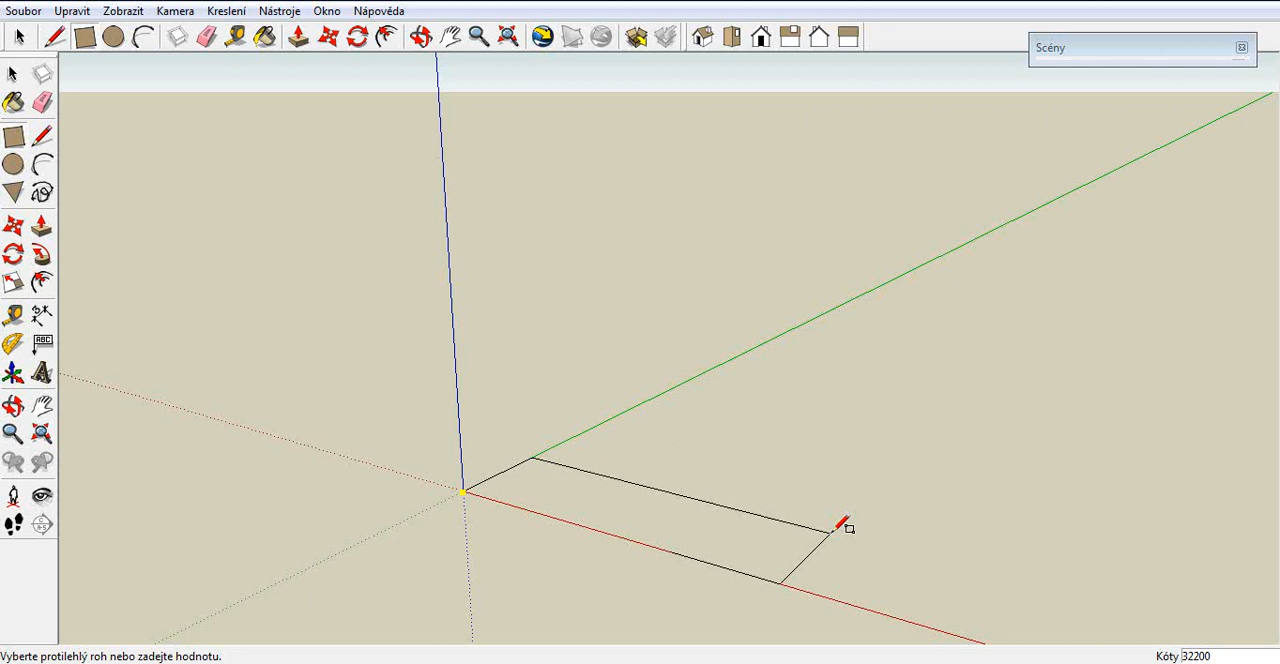 Soubor Upravit Zobrazit Kamera Kreslení Nástroje Okno Nápověda
Scény
ABC
Vyberte protilehlý roh nebo zadejte hodnotu.
Kóty 32200